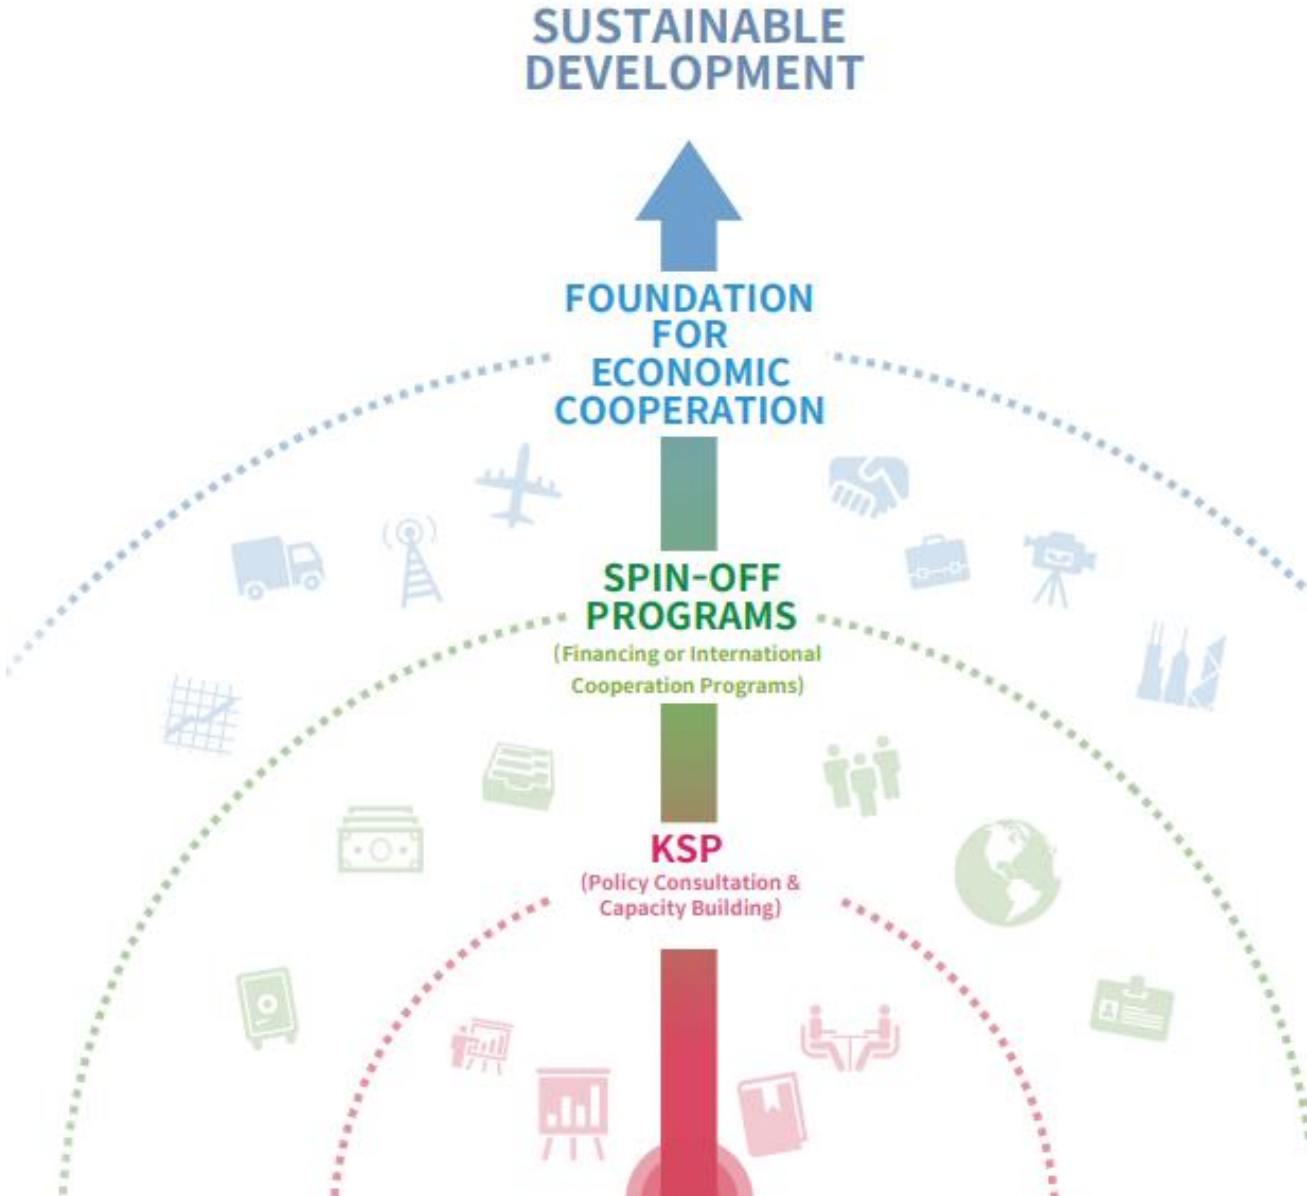 SUSTAINABLE
DEVELOPMENT
FOUNDATION
FOR
ECONOMIC
COOPERATION
SPIN-OFF
PROGRAMS
(Financing or International
Cooperation Programs)
KSP
(Policy Consultation &
Capacity Building)